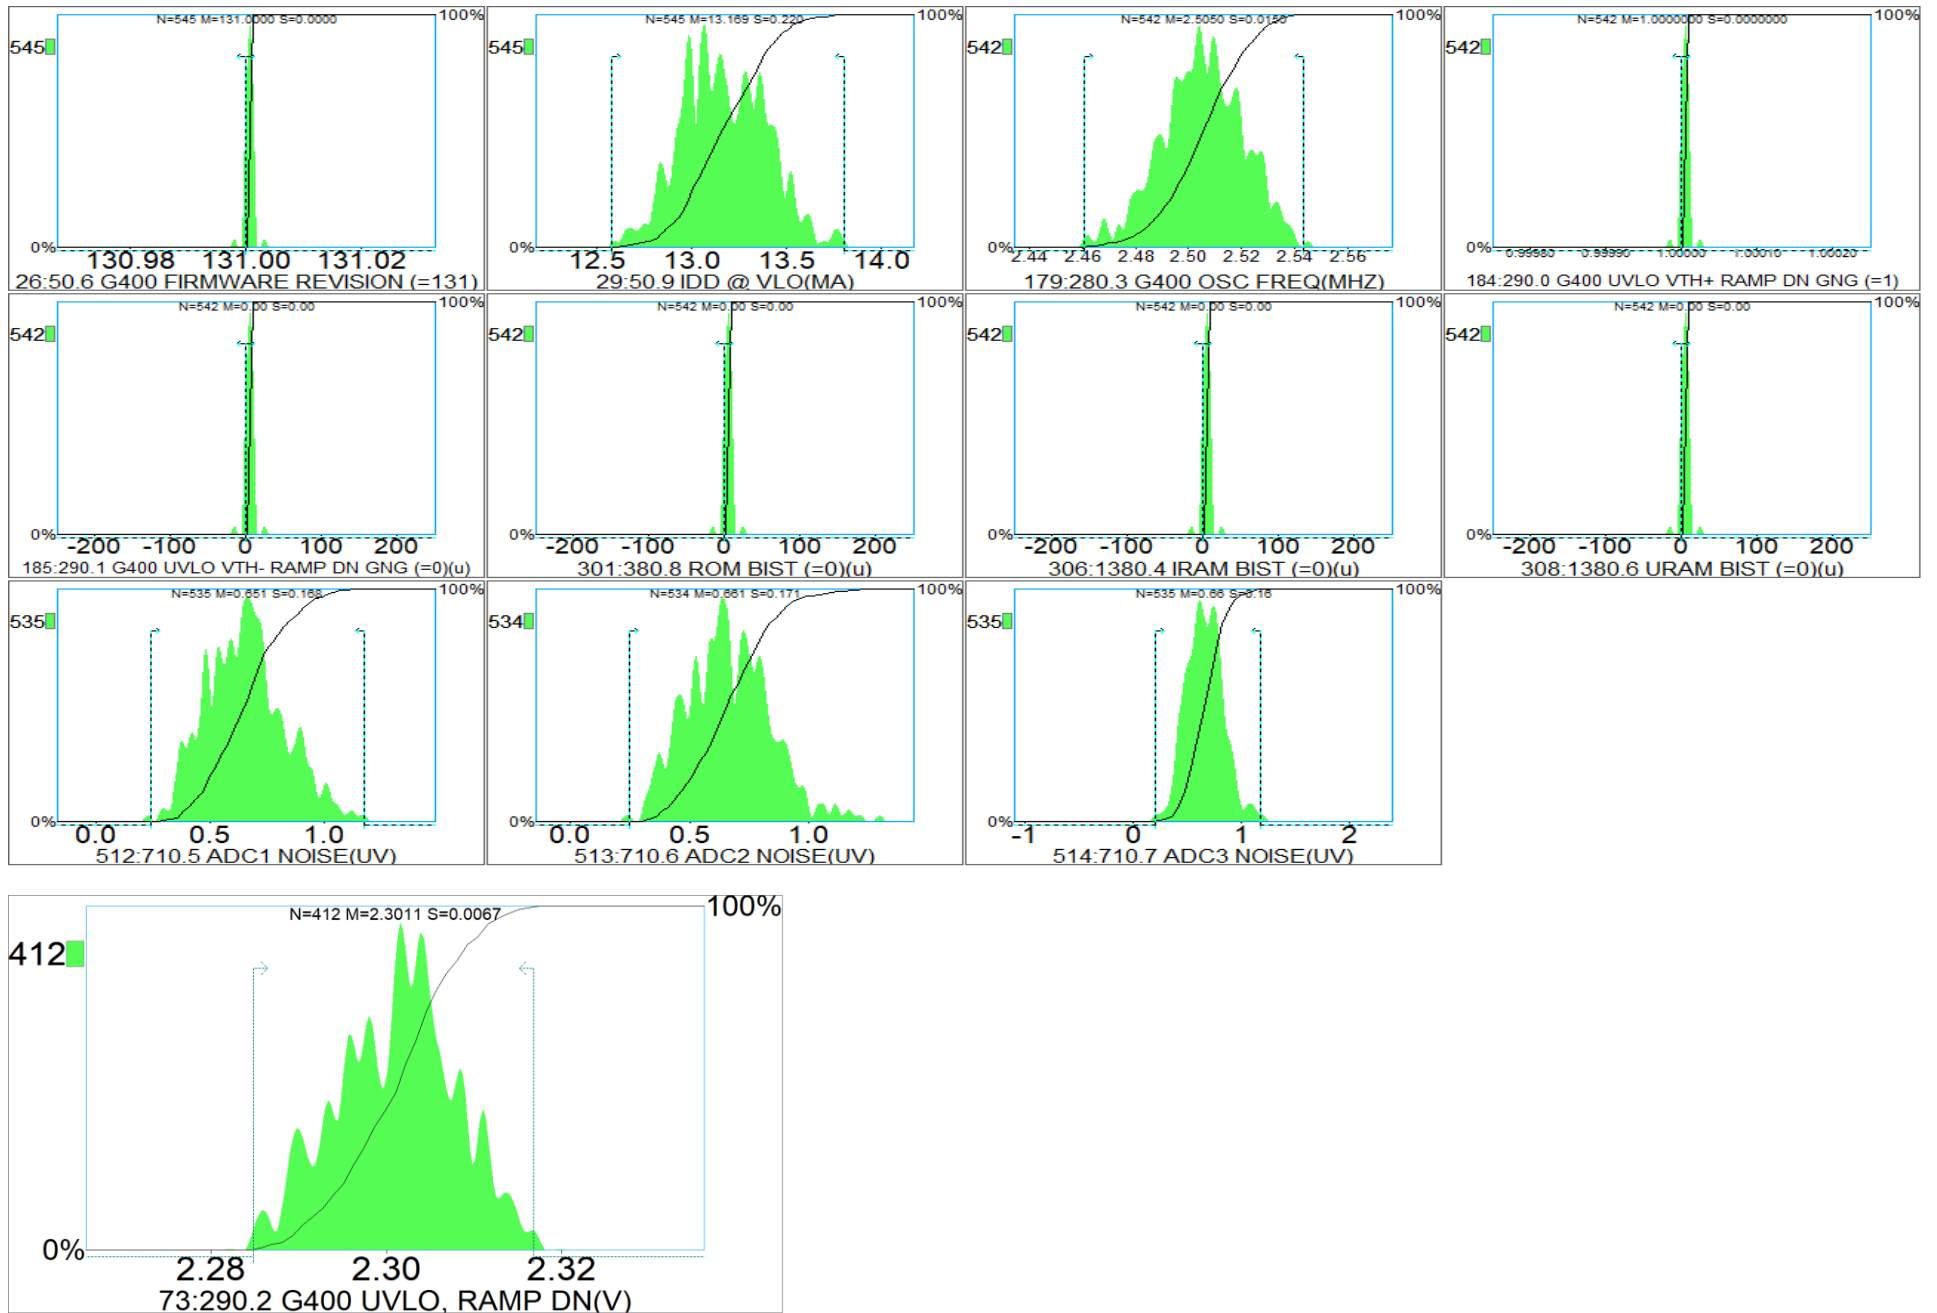 N=545 M=131.0000 S=0.0000
100%
545
0%
130.98 131.00 131.02
26:50.6 G400 FIRMWARE REVISION (=131)
N=545 M=13.169 S=0.220
100%
545
0%
12.5 13.0 13.5 14.0
29:50.9 IDD @ VLO(MA)
N=542 M=2.5050 S=0.0150
100%
542
0%
2.44 2.46 2.48 2.50 2.52 2.54 2.56
179:280.3 G400 OSC FREQ(MHZ)
N=542 M=1.0000000 S=0.0000000
100%
542
0%
0.99980 0.99990 1.00000 1.00010 1.00020
184:290.0 G400 UVLO VTH+ RAMP DN GNG (=1)
N=542 M=0.00 S=0.00
100%
542
0%
-200 -100 0 100 200
185:290.1 G400 UVLO VTH- RAMP DN GNG (=0)(u)
N=542 M=0.00 S=0.00
100%
542
0%
-200 -100 0 100 200
301:380.8 ROM BIST (=0)(u)
N=542 M=0.00 S=0.00
100%
542
0%
-200 -100 0 100 200
306:1380.4 IRAM BIST (=0)(u)
N=542 M=0.00 S=0.00
100%
542
0%
-200 -100 0 100 200
308:1380.6 URAM BIST (=0)(u)
N=535 M=0.651 S=0.168
100%
535
0%
0.0 0.5 1.0
512:710.5 ADC1 NOISE(UV)
N=534 M=0.661 S=0.171
100%
534
0%
0.0 0.5 1.0
513:710.6 ADC2 NOISE(UV)
N=535 M=0.66 S=0.16
100%
535
0%
-1 0 1 2
514:710.7 ADC3 NOISE(UV)
N=412 M=2.3011 S=0.0067
100%
412
0%
2.28 2.30 2.32
73:290.2 G400 UVLO, RAMP DN(V)